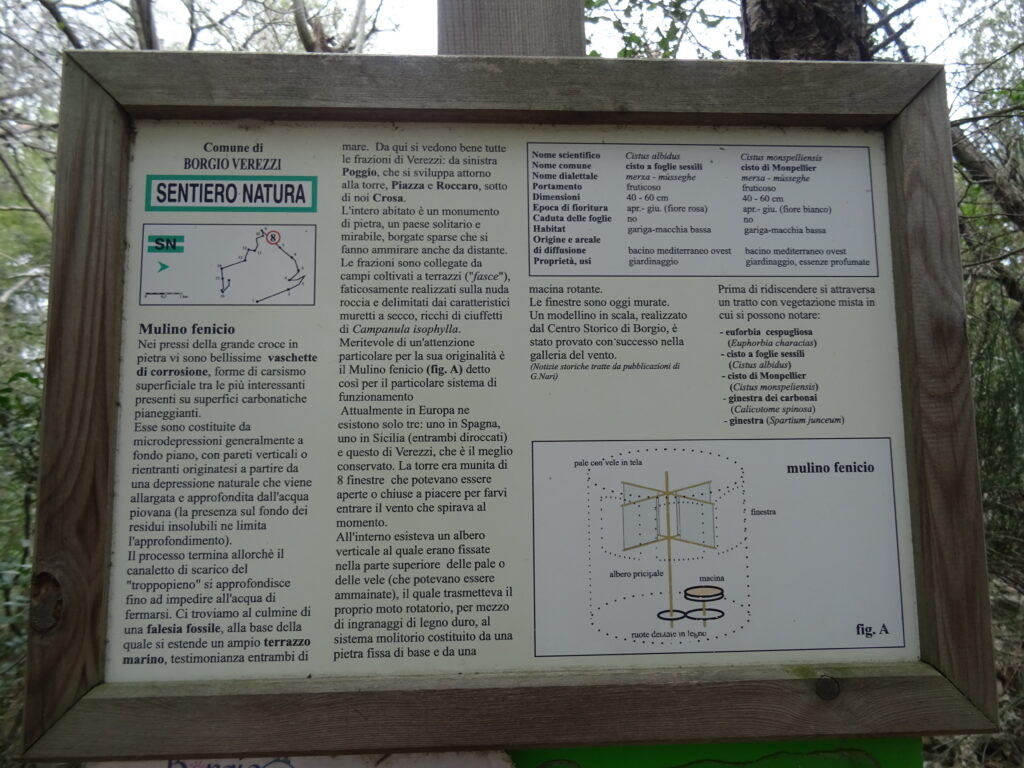 Comune di
BORGIO VEREZZI
SENTIERO NATURA
SN
8
Mulino fenicio
Nei pressi della grande croce in
pietra vi sono bellissime vaschette
di corrosione, forme di carsismo
superficiale tra le più interessanti
presenti su superfici carbonatiche
pianeggianti.
Esse sono costituite da
microdepressioni generalmente a
fondo piano, con pareti verticali o
rientranti originatesi a partire da
una depressione naturale che viene
allargata e approfondita dall'acqua
piovana (la presenza sul fondo dei
residui insolubili ne limita
l'approfondimento).
Il processo termina allorchè il
canaletto di scarico del
"troppopieno" si approfondisce
fino ad impedire all'acqua di
fermarsi. Ci troviamo al culmine di
una falesia fossile, alla base della
quale si estende un ampio terrazzo
marino, testimonianza entrambi di
mare. Da qui si vedono bene tutte
le frazioni di Verezzi: da sinistra
Poggio, che si sviluppa attorno
alla torre, Piazza e Roccaro, sotto
di noi Crosa.
L'intero abitato è un monumento
di pietra, un paese solitario e
mirabile, borgate sparse che si
fanno ammirare anche da distante.
Le frazioni sono collegate da
campi coltivati a terrazzi ("fasce"),
faticosamente realizzati sulla nuda
roccia e delimitati dai caratteristici
muretti a secco, ricchi di ciuffetti
di Campanula isophylla.
Meritevole di un'attenzione
particolare per la sua originalità è
il Mulino fenicio (fig. A) detto
così per il particolare sistema di
funzionamento
Attualmente in Europa ne
esistono solo tre: uno in Spagna,
uno in Sicilia (entrambi diroccati)
e questo di Verezzi, che è il meglio
conservato. La torre era munita di
8 finestre che potevano essere
aperte o chiuse a piacere per farvi
entrare il vento che spirava al
momento.
All'interno esisteva un albero
verticale al quale erano fissate
nella parte superiore delle pale o
delle vele (che potevano essere
ammainate), il quale trasmetteva il
proprio moto rotatorio, per mezzo
di ingranaggi di legno duro, al
sistema molitorio costituito da una
pietra fissa di base e da una
Nome scientifico Cistus albidus Cistus monspelliensis
Nome comune cisto a foglie sessili cisto di Monpellier
Nome dialettale merxa - müsseghe merxa - müsseghe
Portamento fruticoso fruticoso
Dimensioni 40 - 60 cm 40 - 60 cm
Epoca di fioritura apr.- giu. (fiore rosa) apr.- giu. (fiore bianco)
Caduta delle foglie no no
Habitat gariga-macchia bassa gariga-macchia bassa
Origine e areale
di diffusione bacino mediterraneo ovest bacino mediterraneo ovest
Proprietà, usi giardinaggio giardinaggio, essenze profumate
macina rotante.
Le finestre sono oggi murate.
Un modellino in scala, realizzato
dal Centro Storico di Borgio, è
stato provato con successo nella
galleria del vento.
(Notizie storiche tratte da pubblicazioni di
G.Nari)
Prima di ridiscendere si attraversa
un tratto con vegetazione mista in
cui si possono notare:
- euforbia cespugliosa
(Euphorbia characias)
- cisto a foglie sessili
(Cistus albidus)
- cisto di Monpellier
(Cistus monspeliensis)
- ginestra dei carbonai
(Calicotome spinosa)
- ginestra (Spartium junceum)
mulino fenicio
pale con vele in tela
finestra
albero pricipale
macina
ruote dentate in legno
fig. A